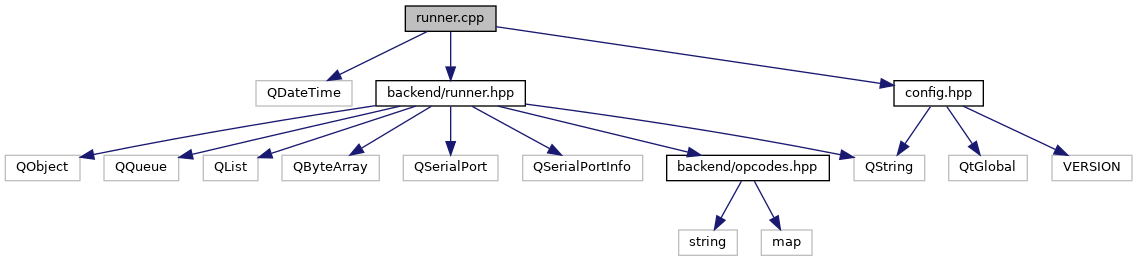 runner.cpp
QDateTime
backend/runner.hpp
config.hpp
QObject
QQueue
QList
QByteArray
QSerialPort
QSerialPortInfo
backend/opcodes.hpp
QString
QtGlobal
VERSION
string
map